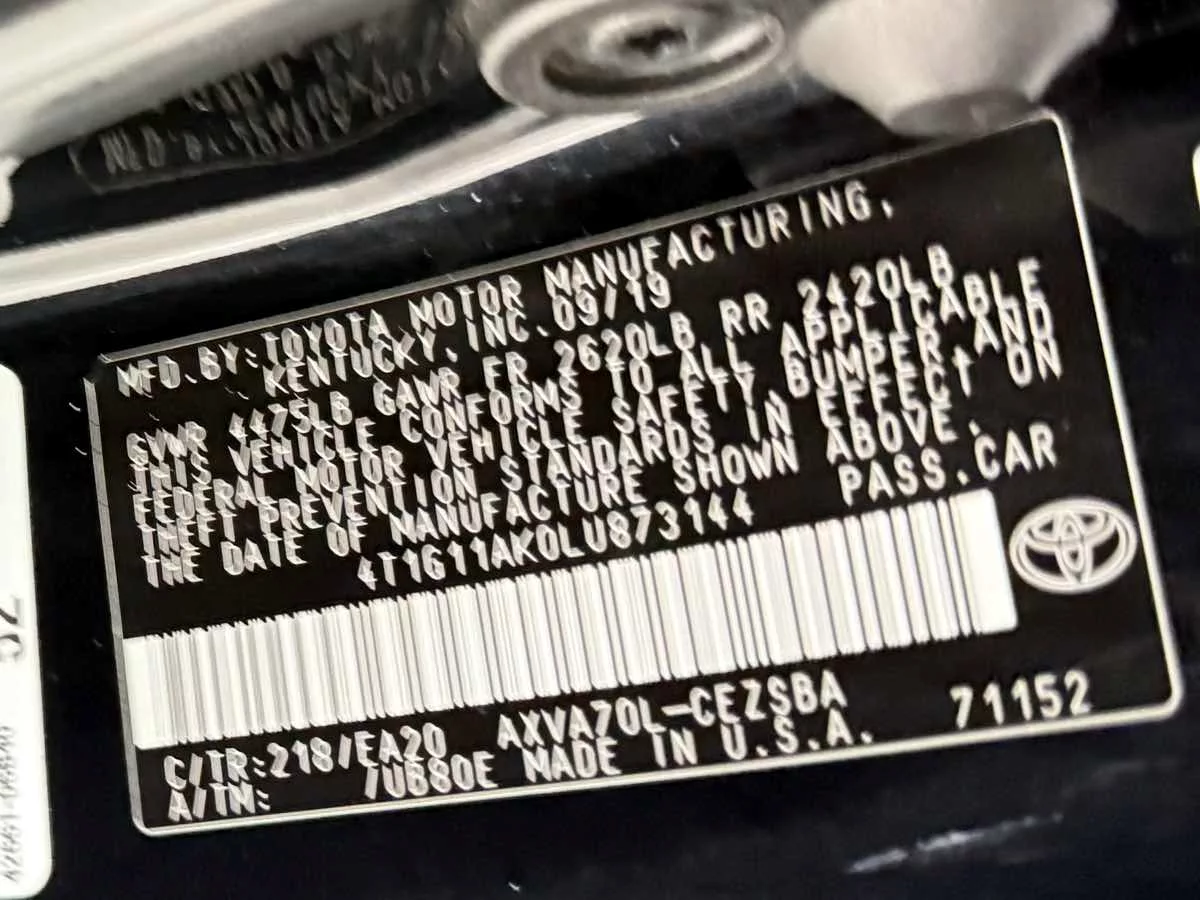 MFD.BY:TOYOTA MOTOR MANUFACTURING,
KENTUCKY,INC.09/19
GVWR 4475LB GAWR FR 2620LB RR 2420LB
THIS VEHICLE CONFORMS TO ALL APPLICABLE
FEDERAL MOTOR VEHICLE SAFETY,BUMPER,AND
THEFT PREVENTION STANDARDS IN EFFECT ON
THE DATE OF MANUFACTURE SHOWN ABOVE.
4T1G11AK0LU873144 PASS.CAR
C/TR:218/EA20 AXVA70L-CEZSBA 71152
A/TM: /UB80E MADE IN U.S.A.
52